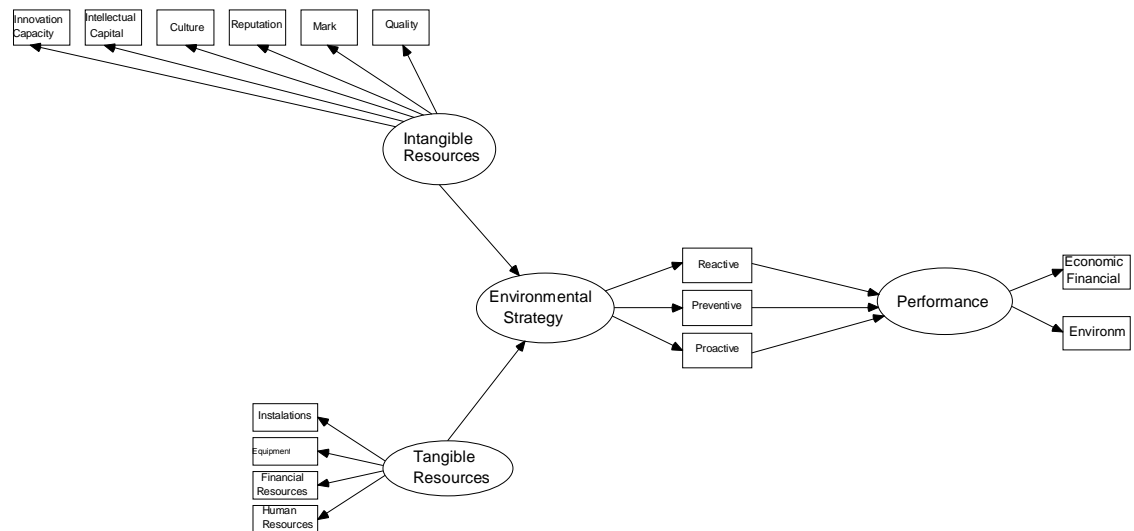 Innovation
Capacity
Intellectual
Capital
Culture
Reputation
Mark
Quality
Intangible
Resources
Environmental
Strategy
Reactive
Preventive
Proactive
Performance
Economic
Financial
Environm
Instalations
Equipment
Financial
Resources
Human
Resources
Tangible
Resources